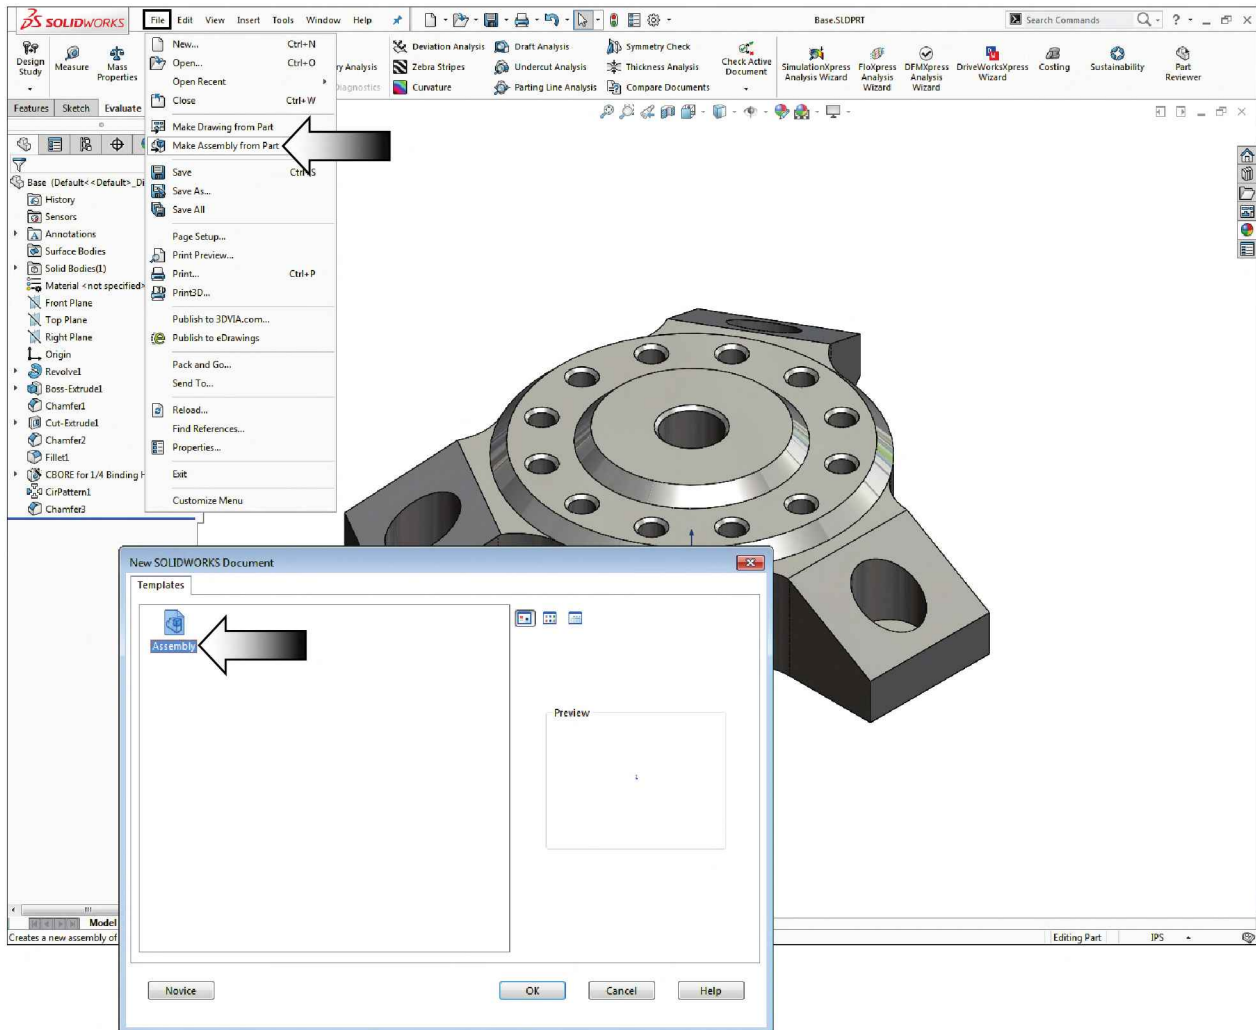 SOLIDWORKS File Edit View Insert Tools Window Help Base.SLDPRT Search Commands ?
Design Study
Measure
Mass Properties
New... Ctrl+N
Open... Ctrl+O
Open Recent
Close Ctrl+W
Make Drawing from Part
Make Assembly from Part
Save Ctrl+S
Save As...
Save All
Page Setup...
Print Preview...
Print... Ctrl+P
Print3D...
Publish to 3DVIA.com...
Publish to eDrawings
Pack and Go...
Send To...
Reload...
Find References...
Properties...
Exit
Customize Menu
ry Analysis
Diagnostics
Deviation Analysis
Zebra Stripes
Curvature
Draft Analysis
Undercut Analysis
Parting Line Analysis
Symmetry Check
Thickness Analysis
Compare Documents
Check Active Document
SimulationXpress Analysis Wizard
FloXpress Analysis Wizard
DFMXpress Analysis Wizard
DriveWorksXpress Wizard
Costing
Sustainability
Part Reviewer
Features Sketch Evaluate
Base (Default<<Default>_Di
History
Sensors
Annotations
Surface Bodies
Solid Bodies(1)
Material <not specified>
Front Plane
Top Plane
Right Plane
Origin
Revolve1
Boss-Extrude1
Chamfer1
Cut-Extrude1
Chamfer2
Fillet1
CBORE for 1/4 Binding H
CirPattern1
Chamfer3
New SOLIDWORKS Document
Templates
Assembly
Preview
Novice OK Cancel Help
Model
Creates a new assembly of
Editing Part IPS